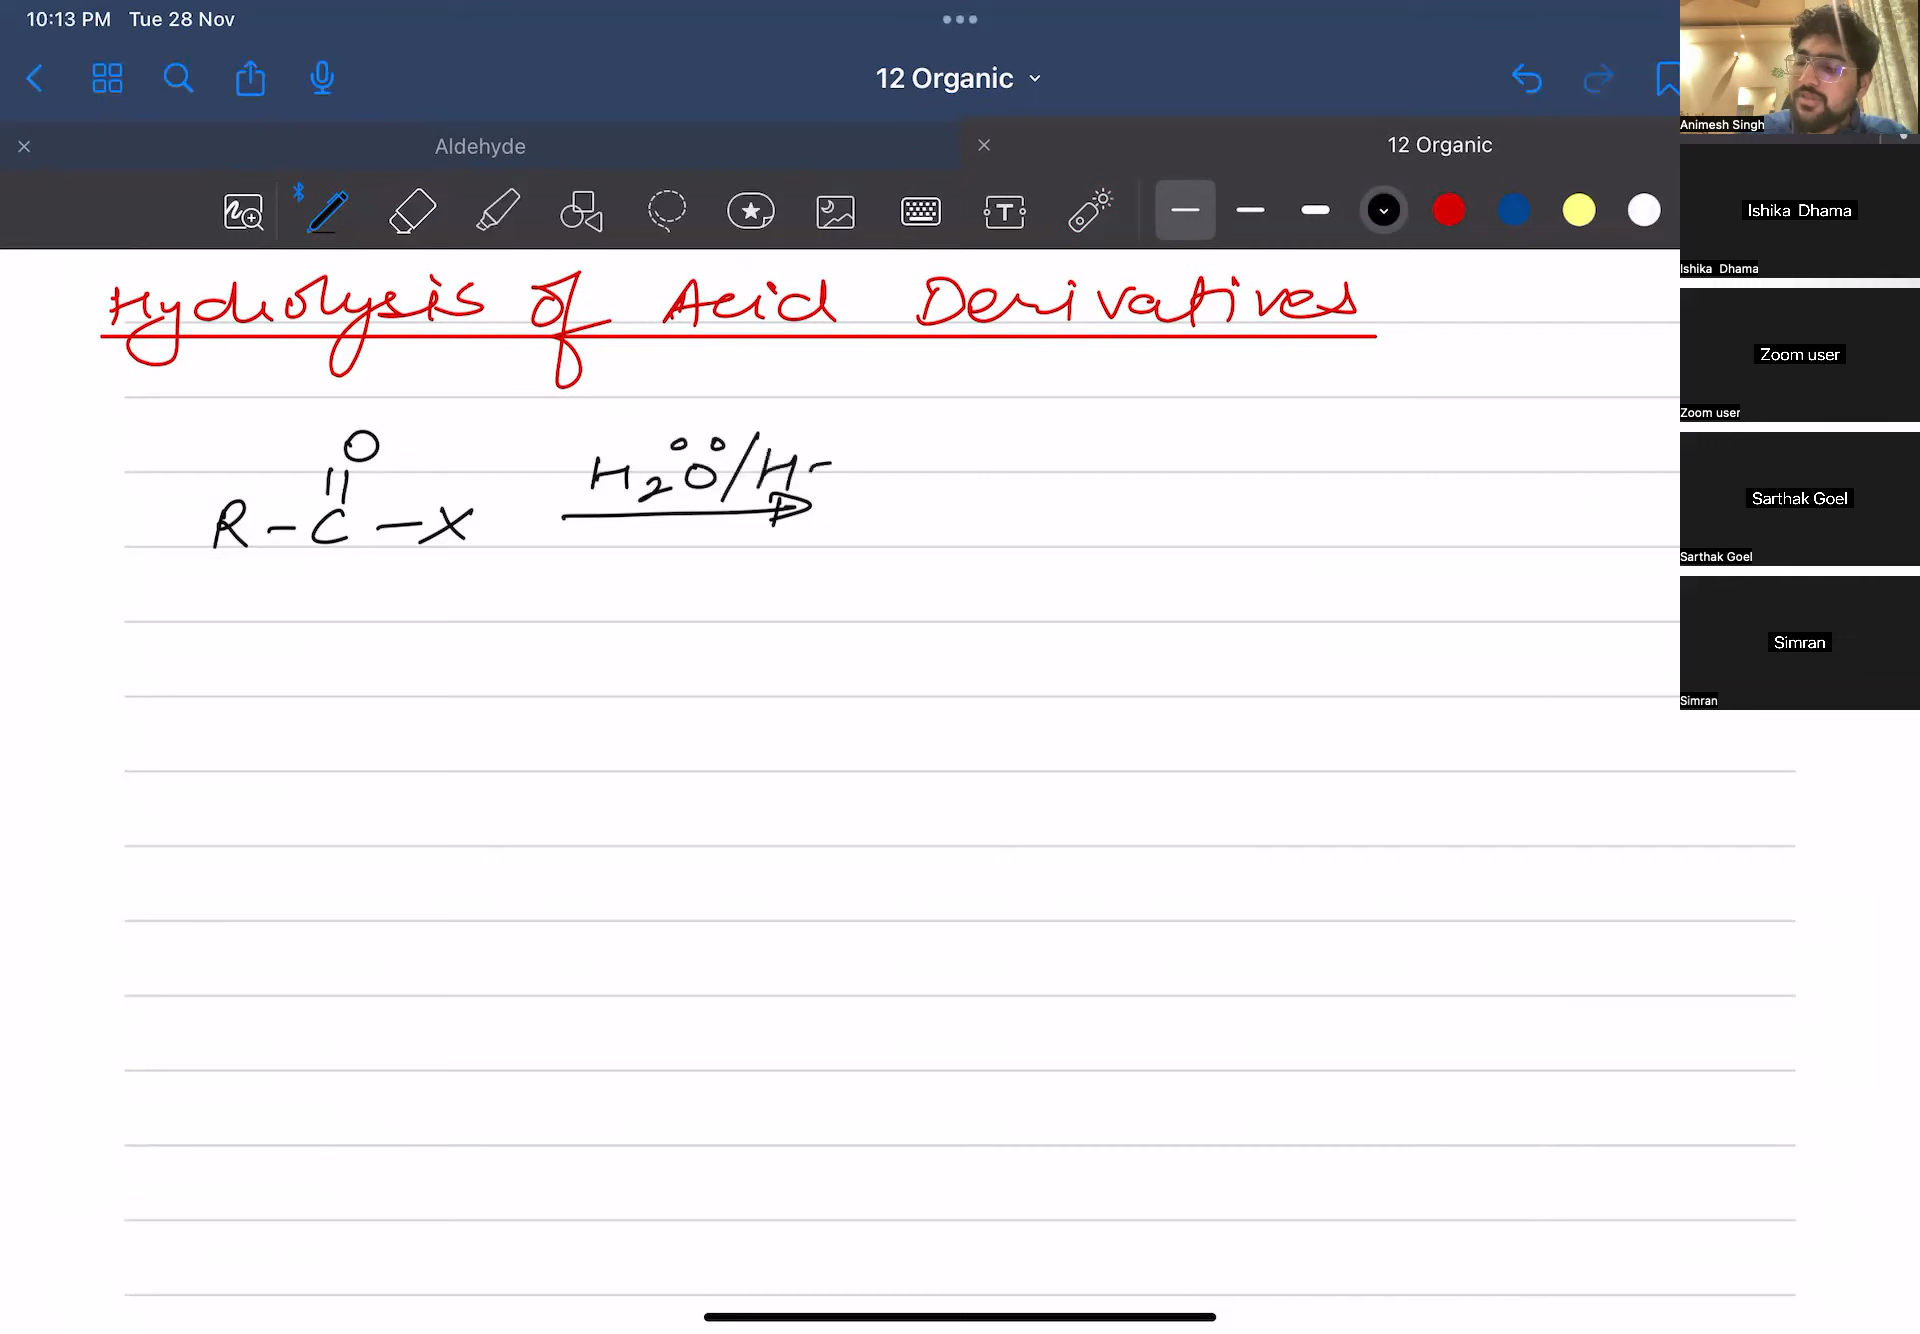 10:13 PM Tue 28 Nov
12 Organic
Aldehyde
12 Organic
Animesh Singh
Ishika Dhama
Ishika Dhama
Zoom user
Zoom user
Sarthak Goel
Sarthak Goel
Simran
Simran
Hydrolysis of Acid Derivatives
O
||
R-C-X
H₂O/H-